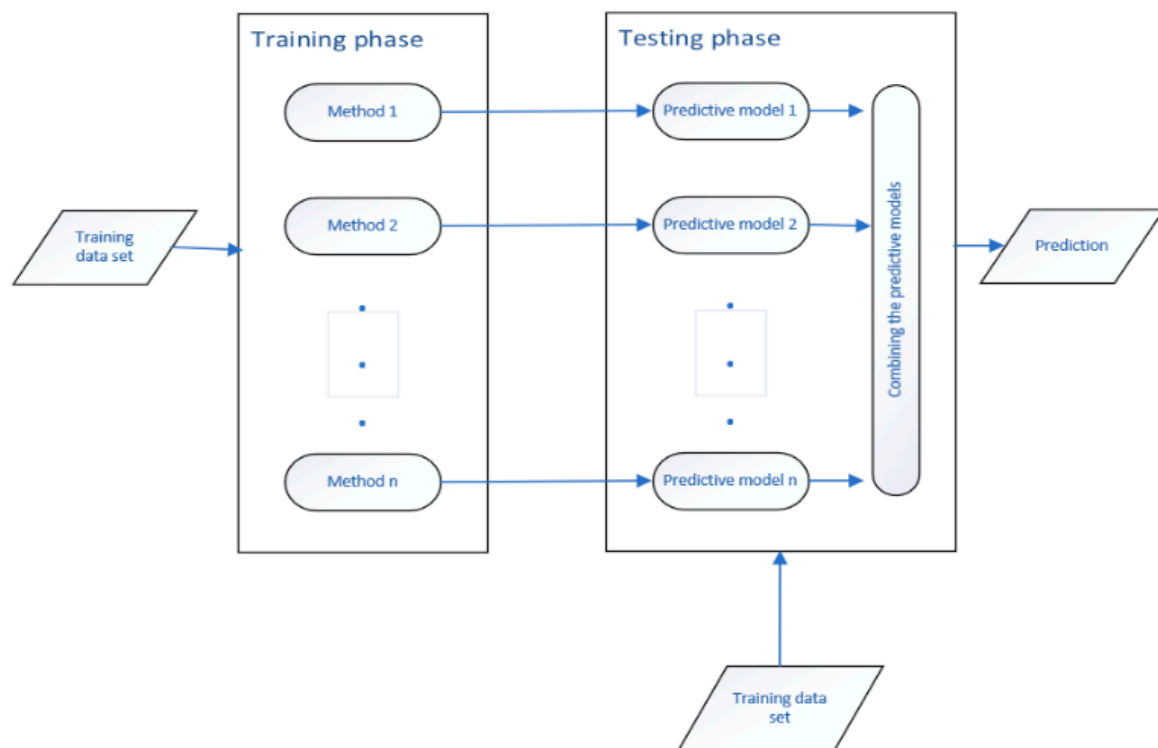 Training phase
Testing phase
Method 1
Predictive model 1
Method 2
Predictive model 2
Training
data set
Combining the predictive models
Prediction
Method n
Predictive model n
Training data
set